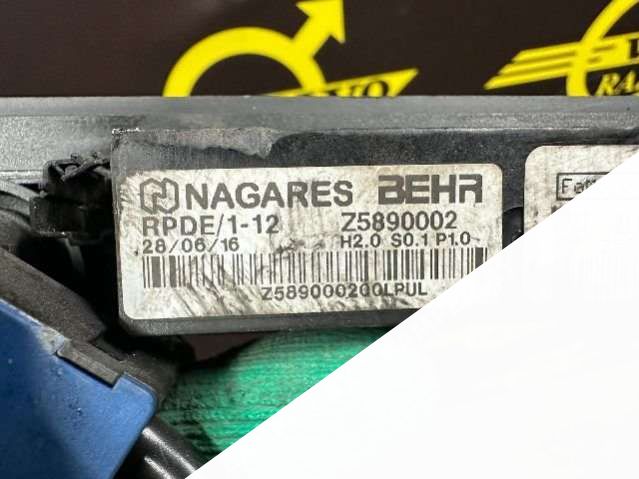 NAGARES BEHR
RPDE/1-12 Z5890002
28/06/16 H2.0 S0.1 P1.0
Z589000200LPUL